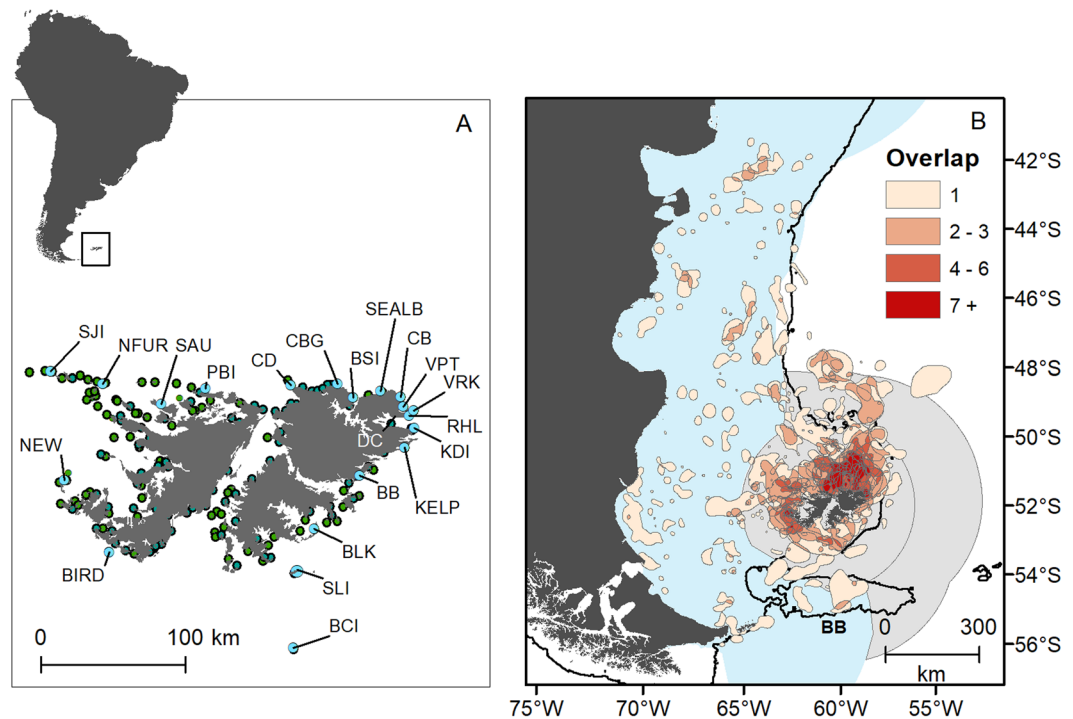 A
SEALB
CBG
CB
SJI
CD
BSI
VPT
NFUR
SAU
VRK
PBI
RHL
DC
KDI
NEW
BB
KELP
BLK
BIRD
SLI
BCI
0 100 km
B
Overlap
1
2 - 3
4 - 6
7 +
42°S
44°S
46°S
48°S
50°S
52°S
54°S
56°S
BB
0 300
km
75°W 70°W 65°W 60°W 55°W